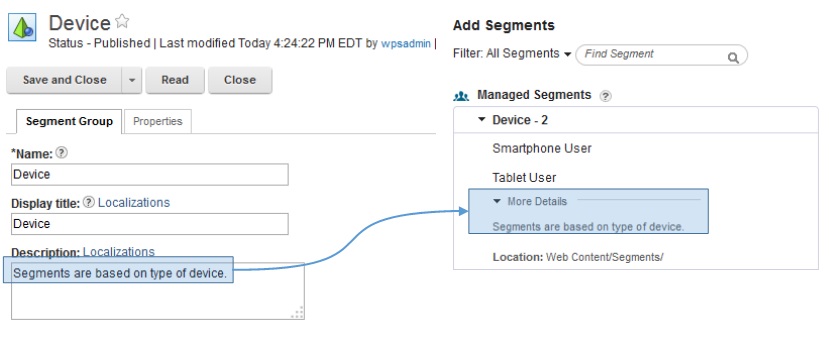 Device
Status - Published | Last modified Today 4:24:22 PM EDT by wpsadmin |
Save and Close
Read
Close
Segment Group
Properties
*Name: ?
Device
Display title: ? Localizations
Device
Description: Localizations
Segments are based on type of device.
Add Segments
Filter: All Segments
Find Segment
Managed Segments ?
Device - 2
Smartphone User
Tablet User
More Details
Segments are based on type of device.
Location: Web Content/Segments/